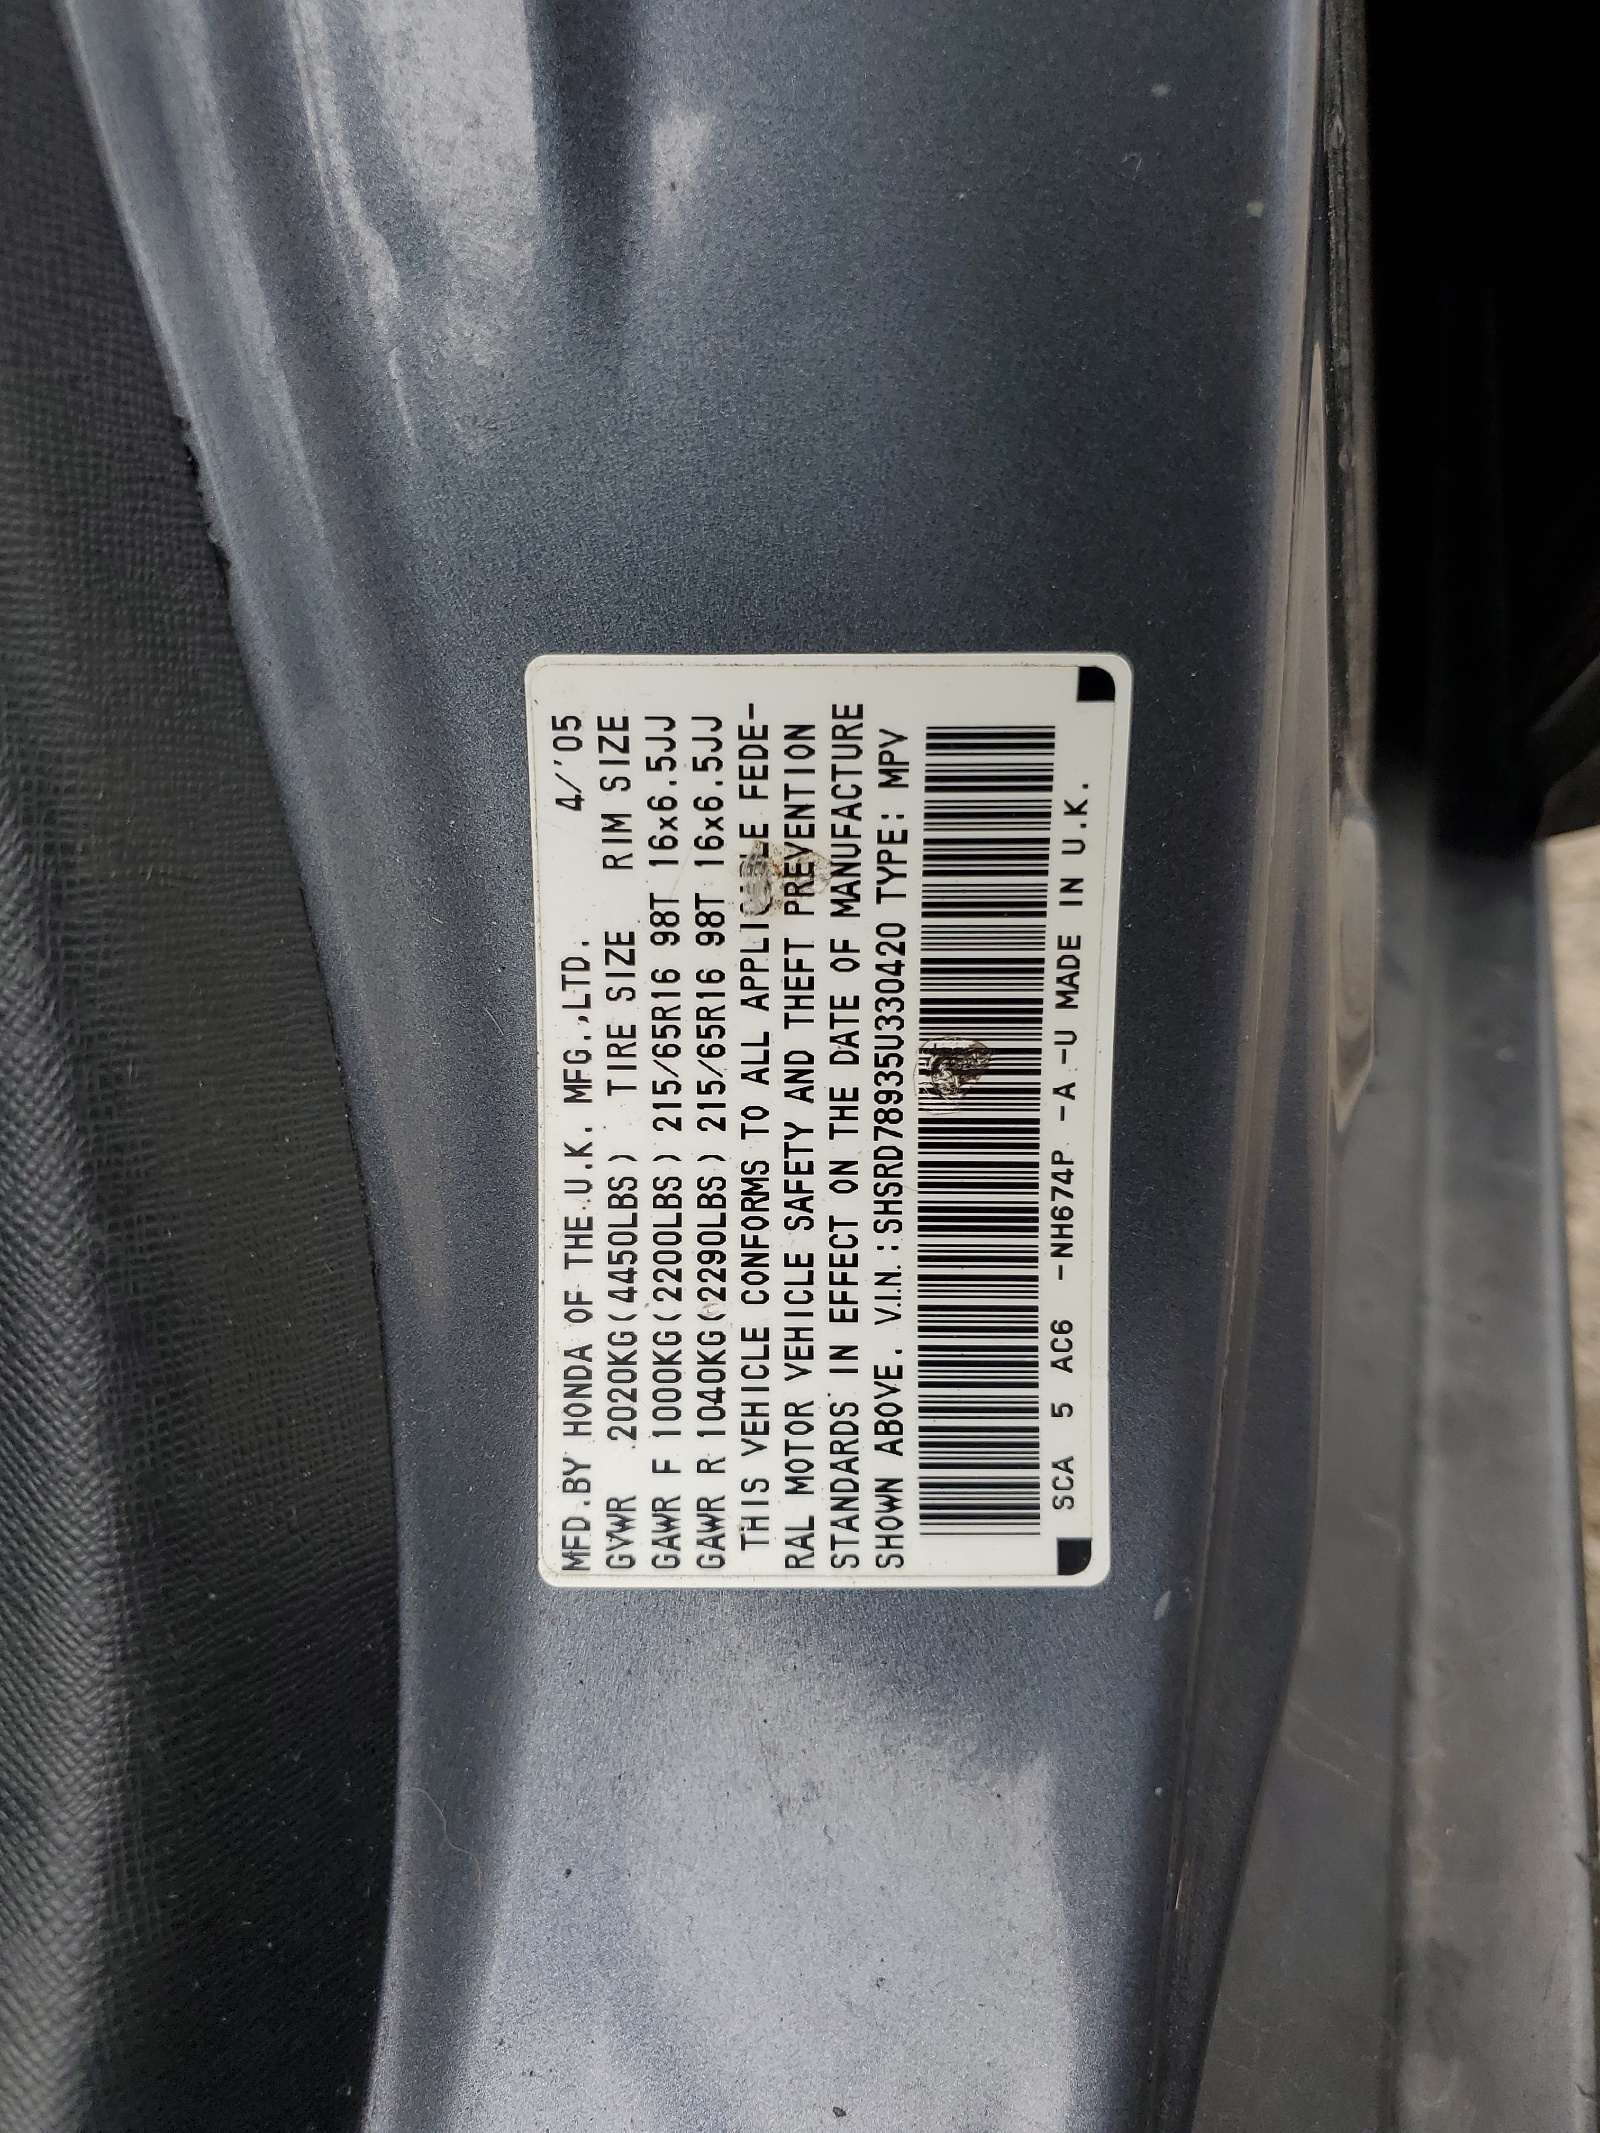 MFD.BY HONDA OF THE U.K. MFG.,LTD. 4/'05
GVWR 2020KG(4450LBS) TIRE SIZE RIM SIZE
GAWR F 1000KG(2200LBS) 215/65R16 98T 16x6.5JJ
GAWR R 1040KG(2290LBS) 215/65R16 98T 16x6.5JJ
THIS VEHICLE CONFORMS TO ALL APPLICABLE FEDE-
RAL MOTOR VEHICLE SAFETY AND THEFT PREVENTION
STANDARDS IN EFFECT ON THE DATE OF MANUFACTURE
SHOWN ABOVE. V.I.N.:SHSRD78935U330420 TYPE: MPV
SCA 5 AC6 -NH674P -A -U MADE IN U.K.